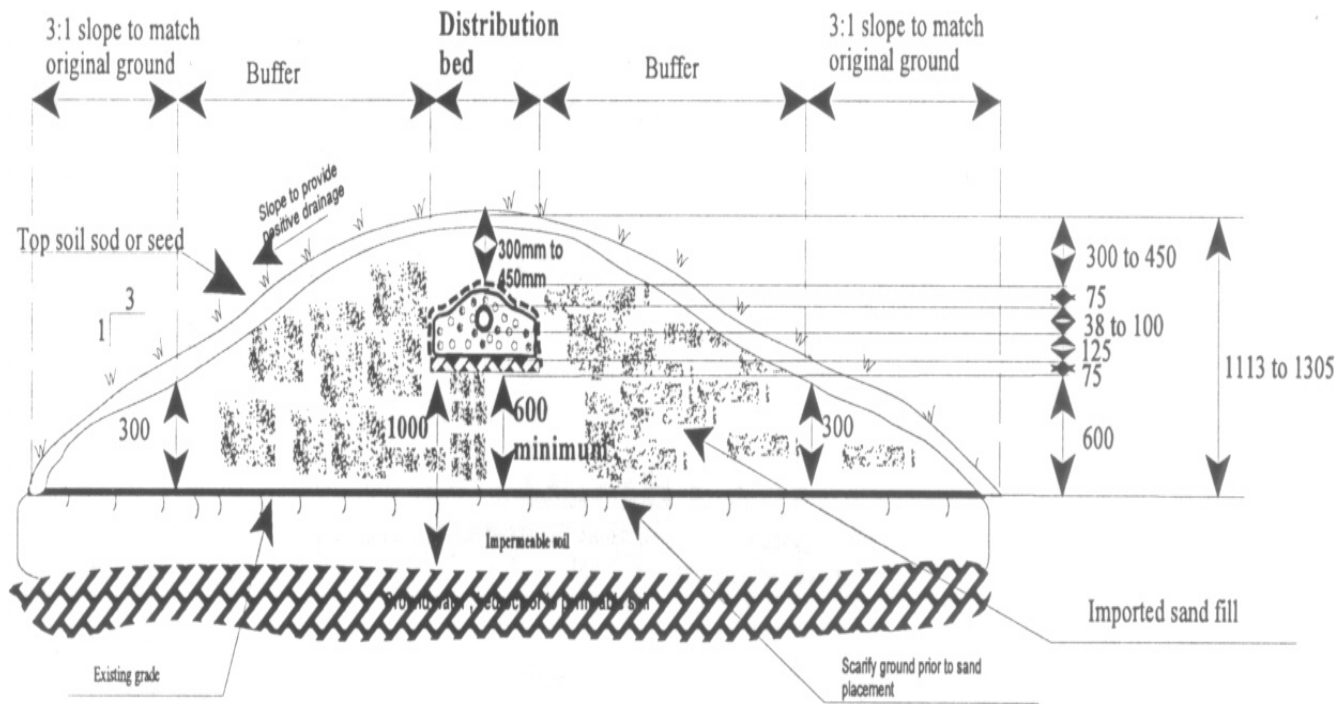 3:1 slope to match
original ground
Buffer
Distribution
bed
Buffer
3:1 slope to match
original ground
Slope to provide
positive drainage
Top soil sod or seed
3
1
300mm to
450mm
300 to 450
75
38 to 100
125
75
1113 to 1305
600
300
1000
600
minimum
300
Impermeable soil
soil
Imported sand fill
Existing grade
Scarify ground prior to sand
placement